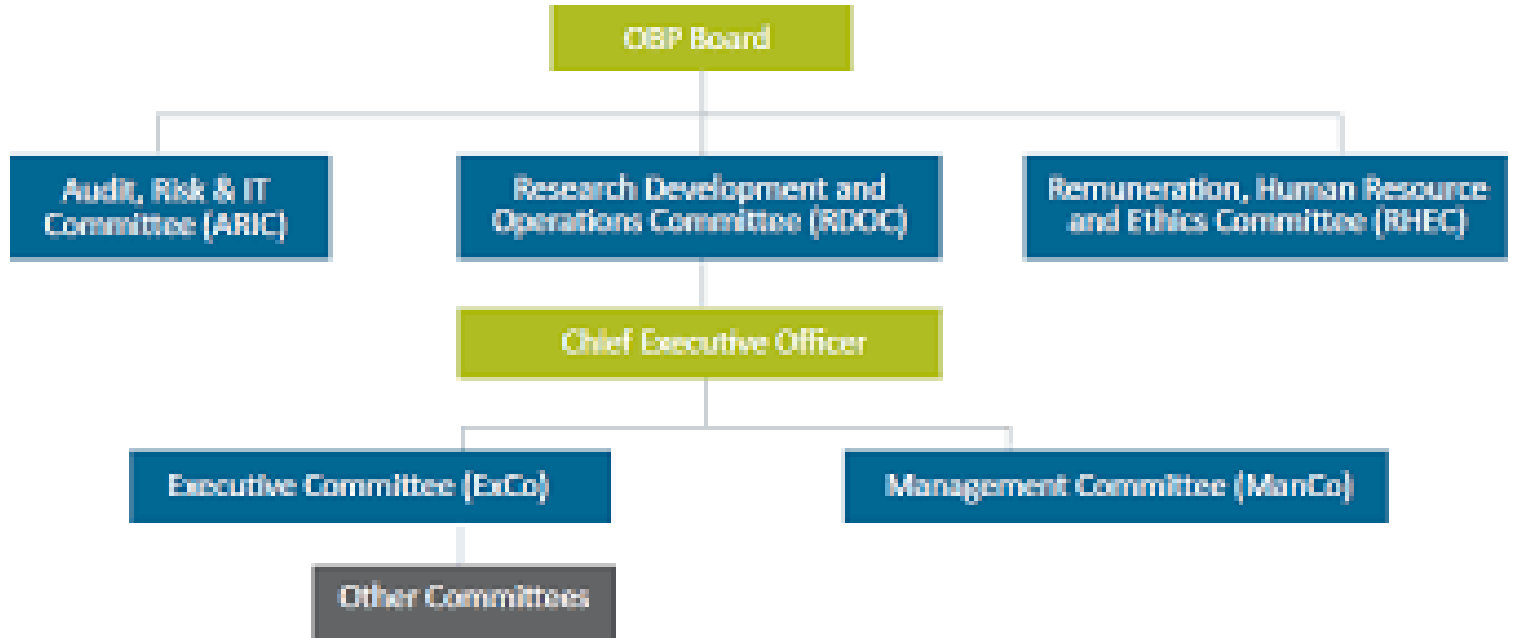 OBP Board
Audit, Risk & IT
Committee (ARIC)
Research Development and
Operations Committee (RDOC)
Remuneration, Human Resource
and Ethics Committee (RHEC)
Chief Executive Officer
Executive Committee (ExCo)
Management Committee (ManCo)
Other Committees